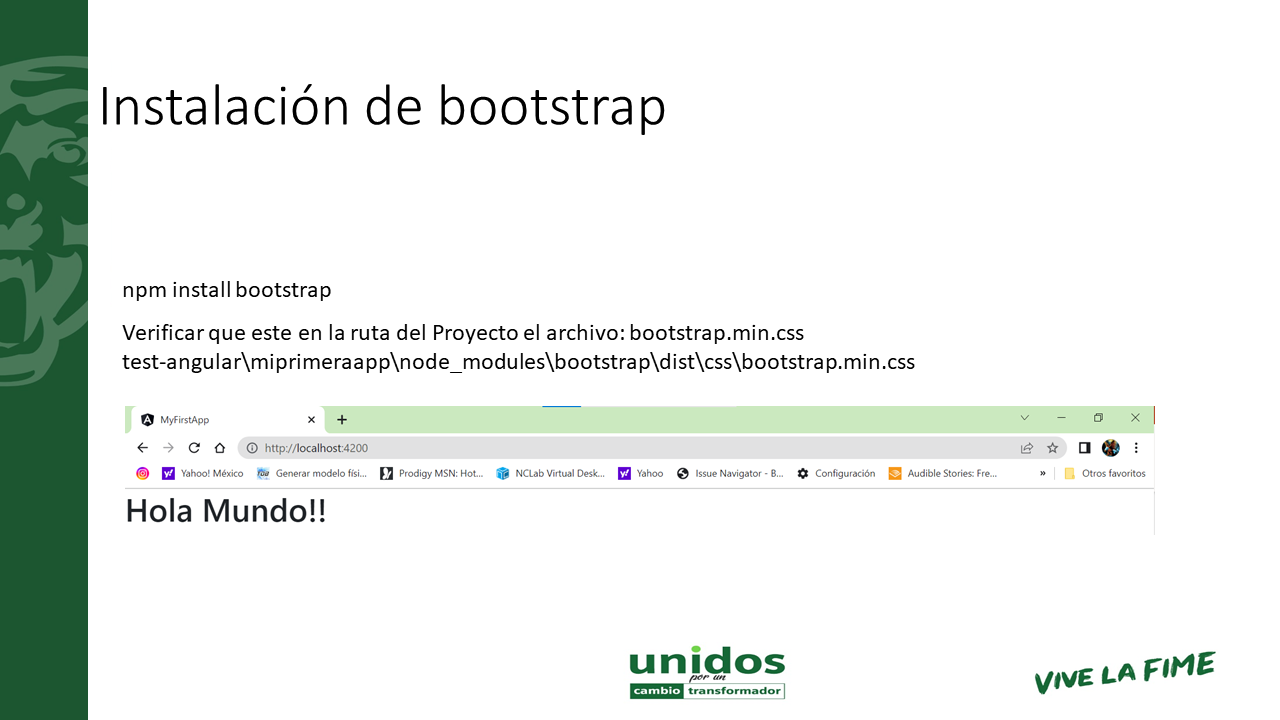 Instalación de bootstrap
npm install bootstrap
Verificar que este en la ruta del Proyecto el archivo: bootstrap.min.css
test-angular\miprimeraapp\node_modules\bootstrap\dist\css\bootstrap.min.css
MyFirstApp
http://localhost:4200
Yahoo! México Generar modelo físi... Prodigy MSN: Hot... NCLab Virtual Desk... Yahoo Issue Navigator - B... Configuración Audible Stories: Fre... » Otros favoritos
Hola Mundo!!
unidos
por un
cambio transformador
VIVE LA FIME